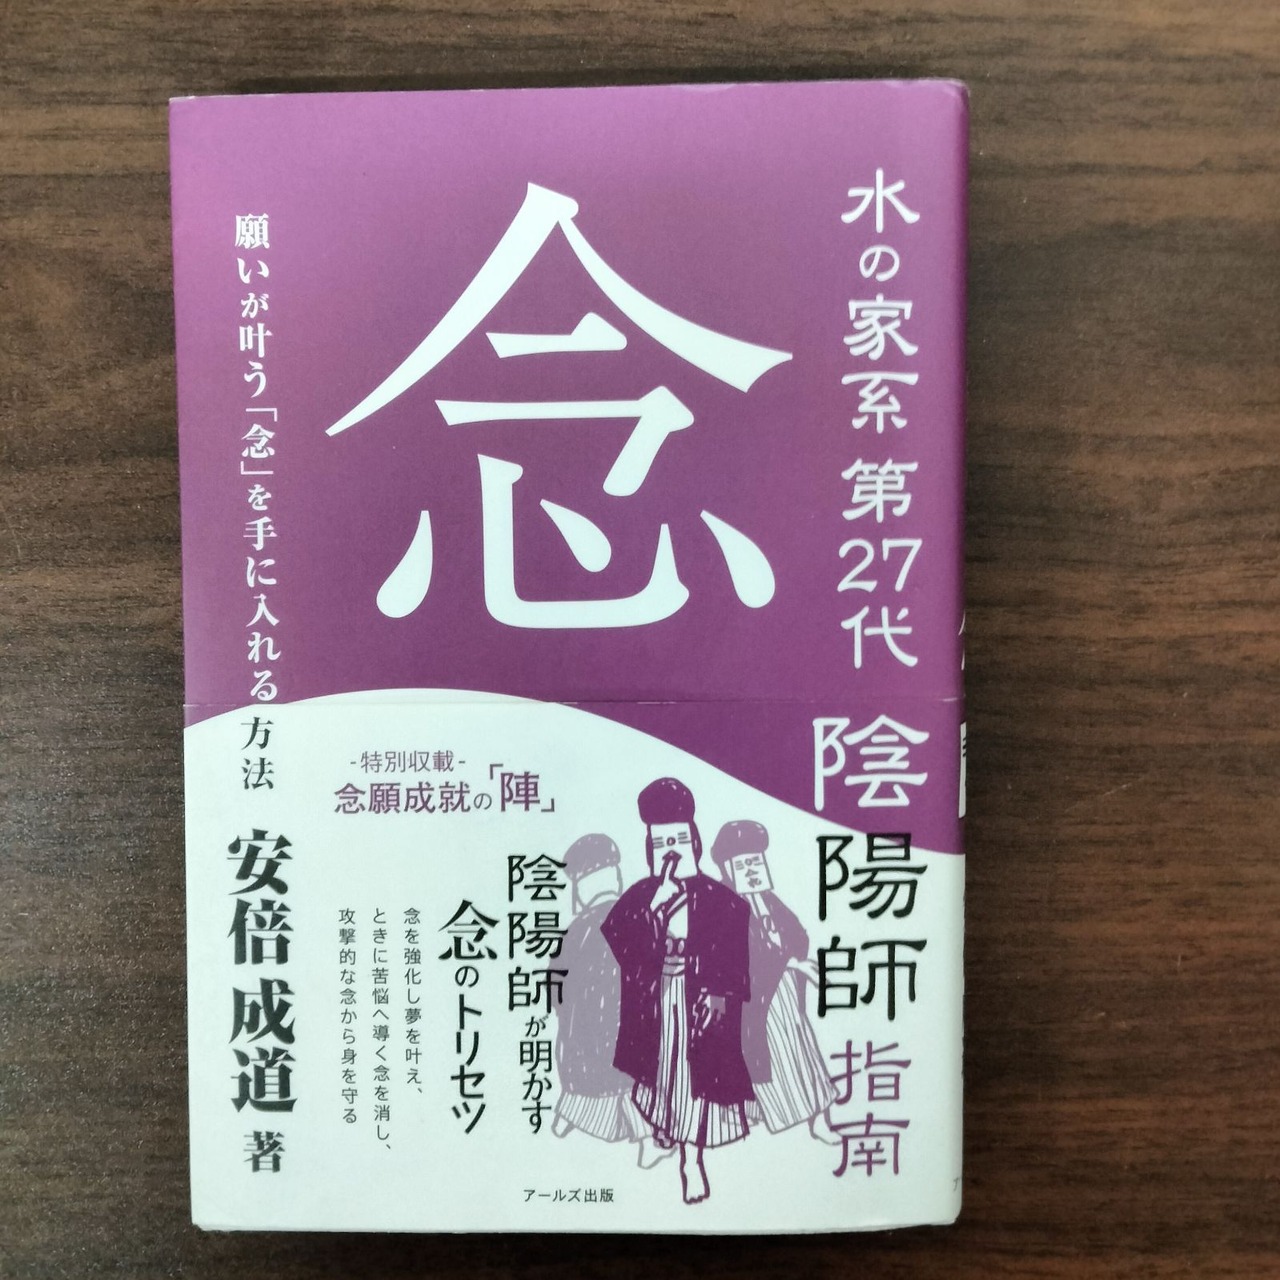 水の家系 第27代 陰陽師 指南
念
願いが叶う「念」を手に入れる方法
安倍成道 著
-特別収載-
念願成就の「陣」
陰陽師が明かす
念のトリセツ
念を強化し夢を叶え、
ときに苦悩へ導く念を消し、
攻撃的な念から身を守る
アールズ出版